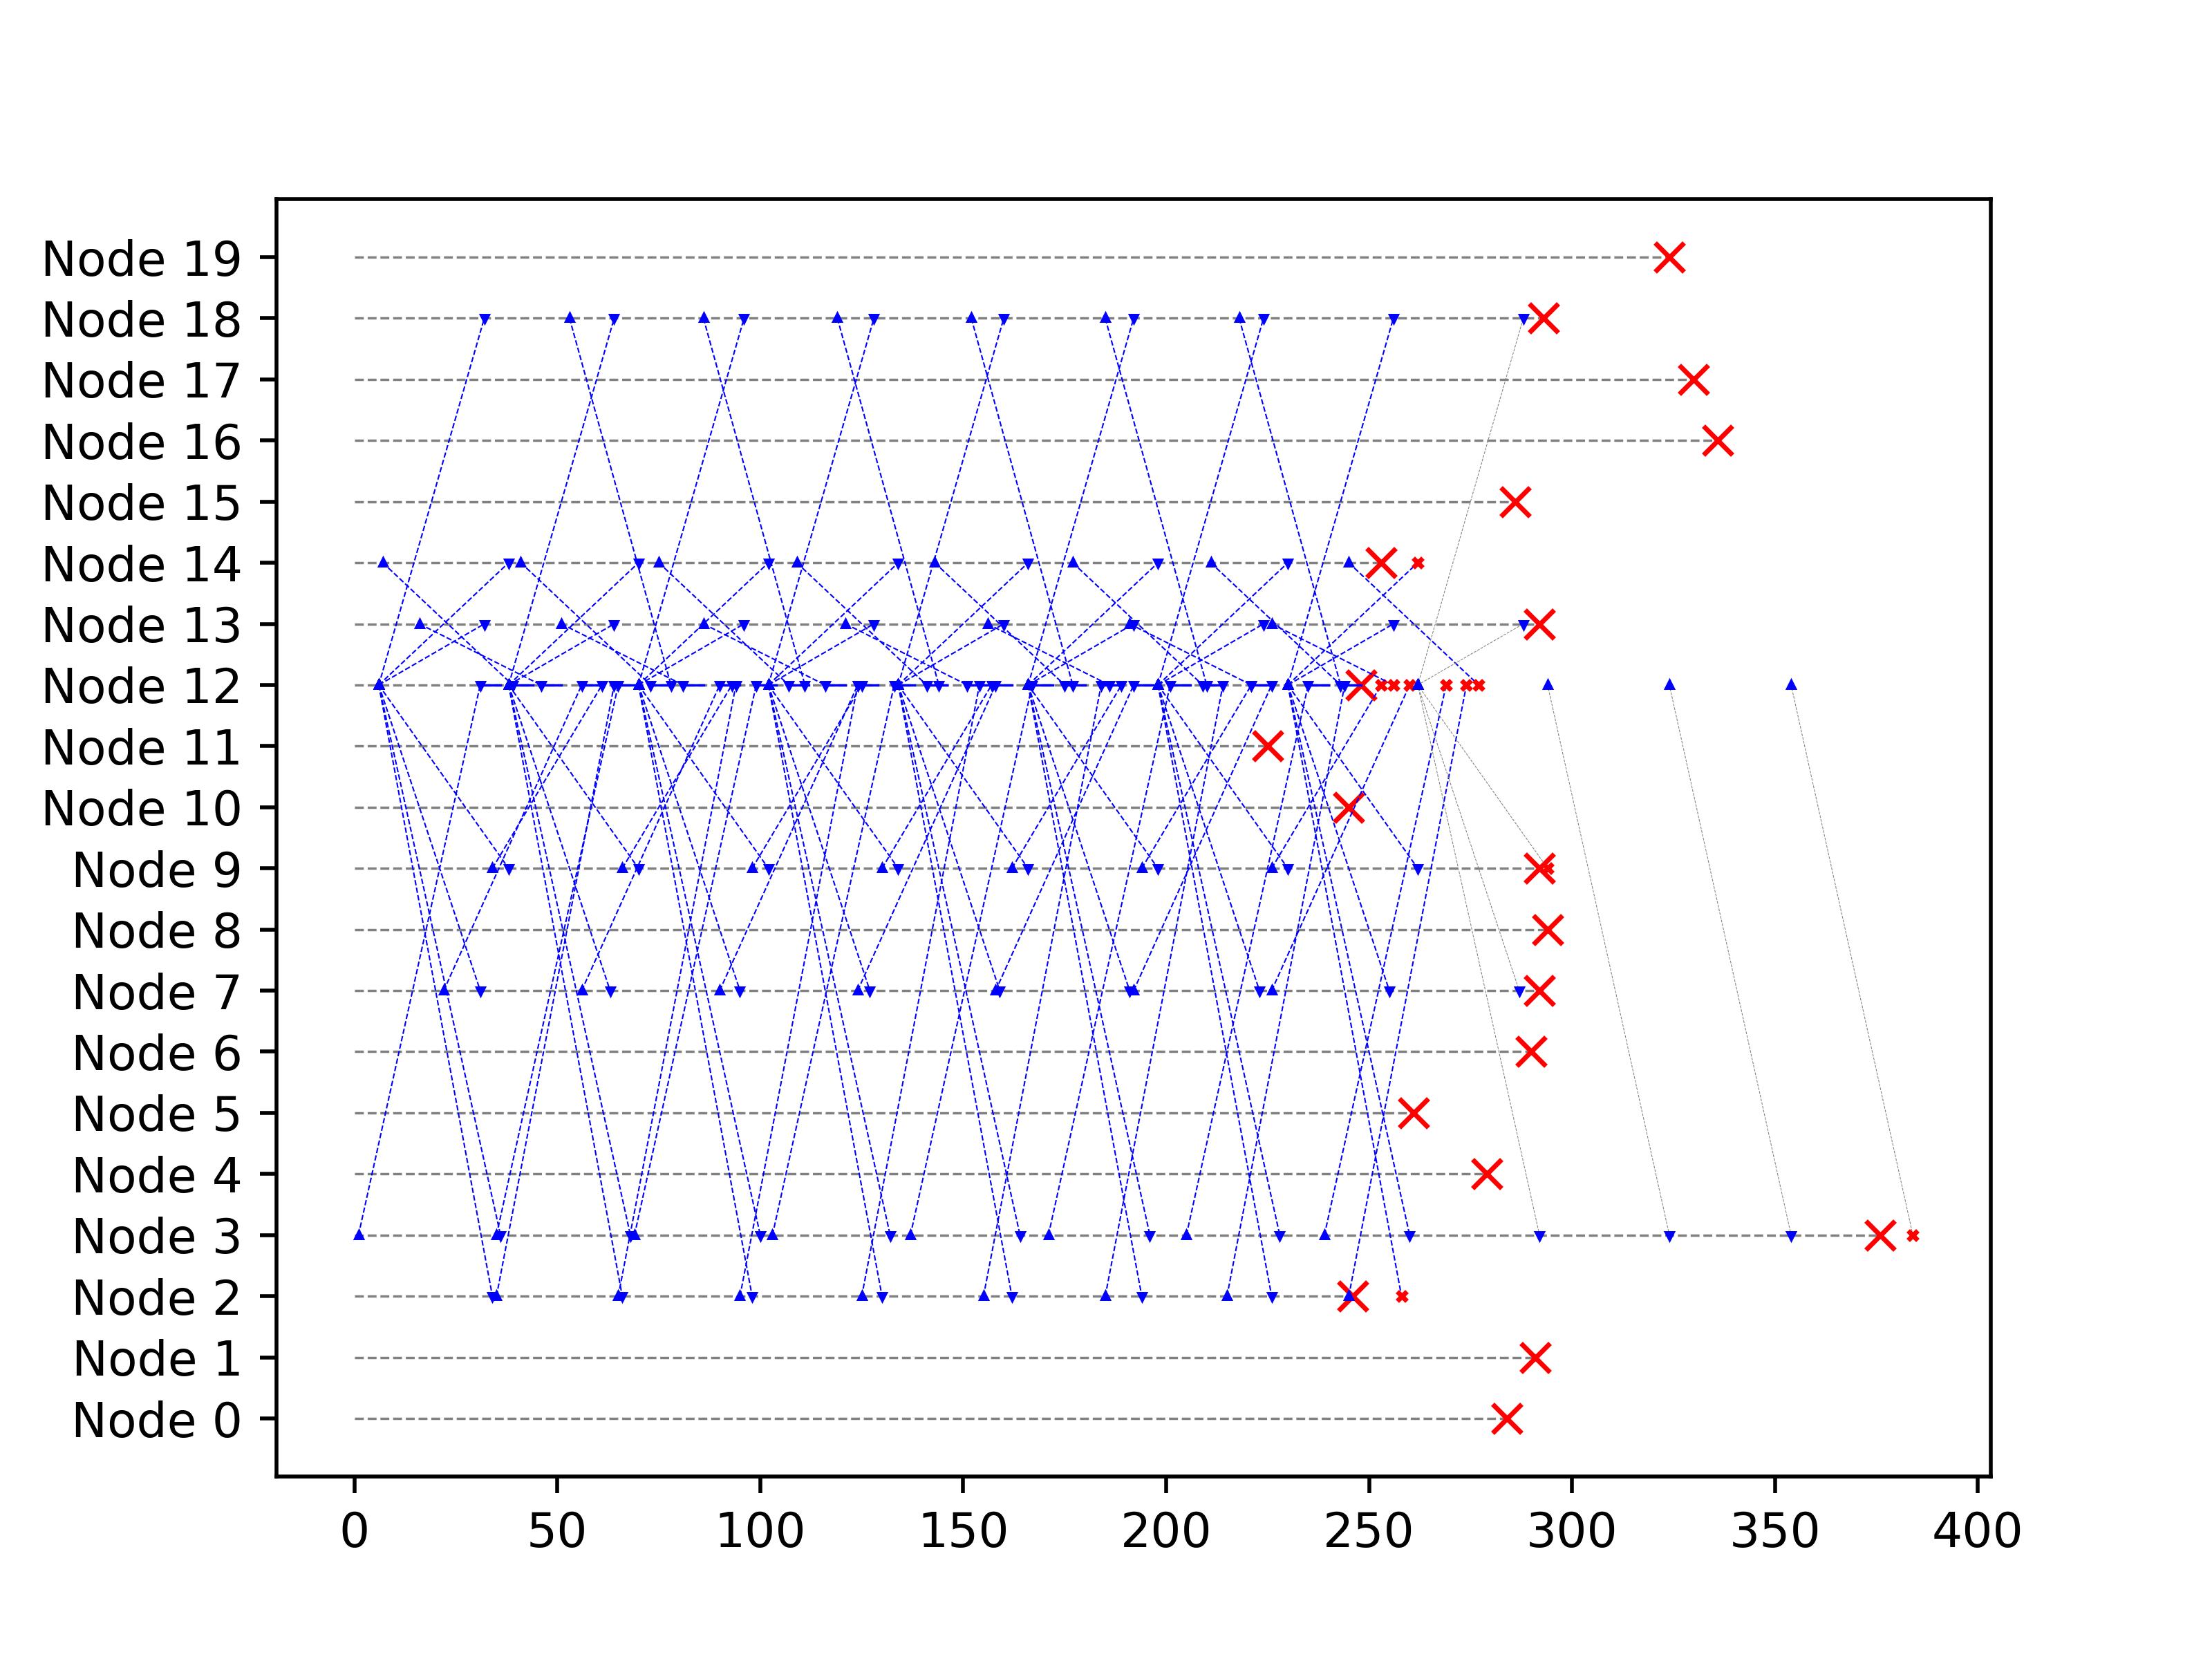 Node 19
Node 18
Node 17
Node 16
Node 15
Node 14
Node 13
Node 12
Node 11
Node 10
Node 9
Node 8
Node 7
Node 6
Node 5
Node 4
Node 3
Node 2
Node 1
Node 0
0 50 100 150 200 250 300 350 400